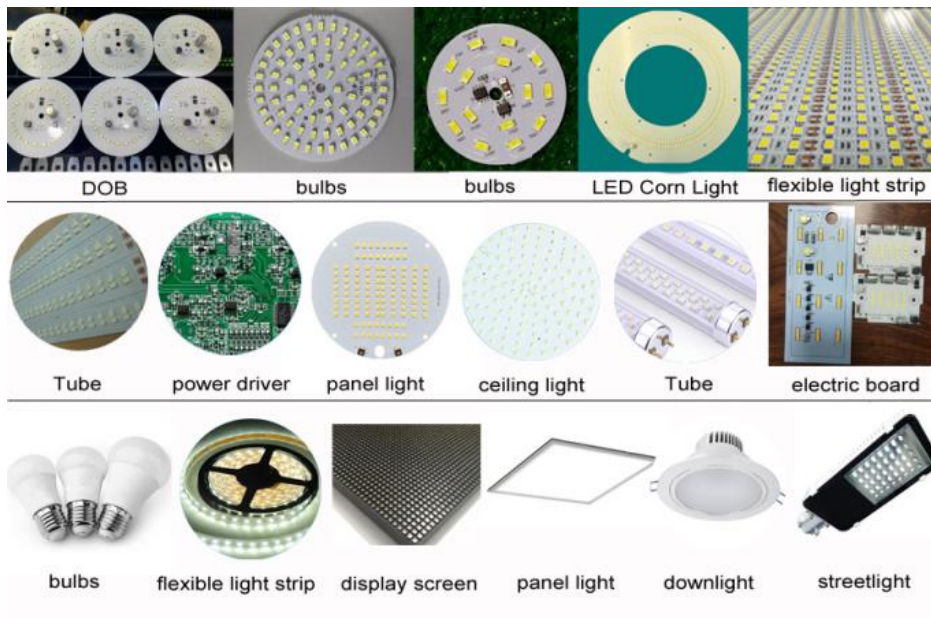 DOB
bulbs
bulbs
LED Corn Light
flexible light strip
Tube
power driver
panel light
ceiling light
Tube
electric board
bulbs
flexible light strip
display screen
panel light
downlight
streetlight